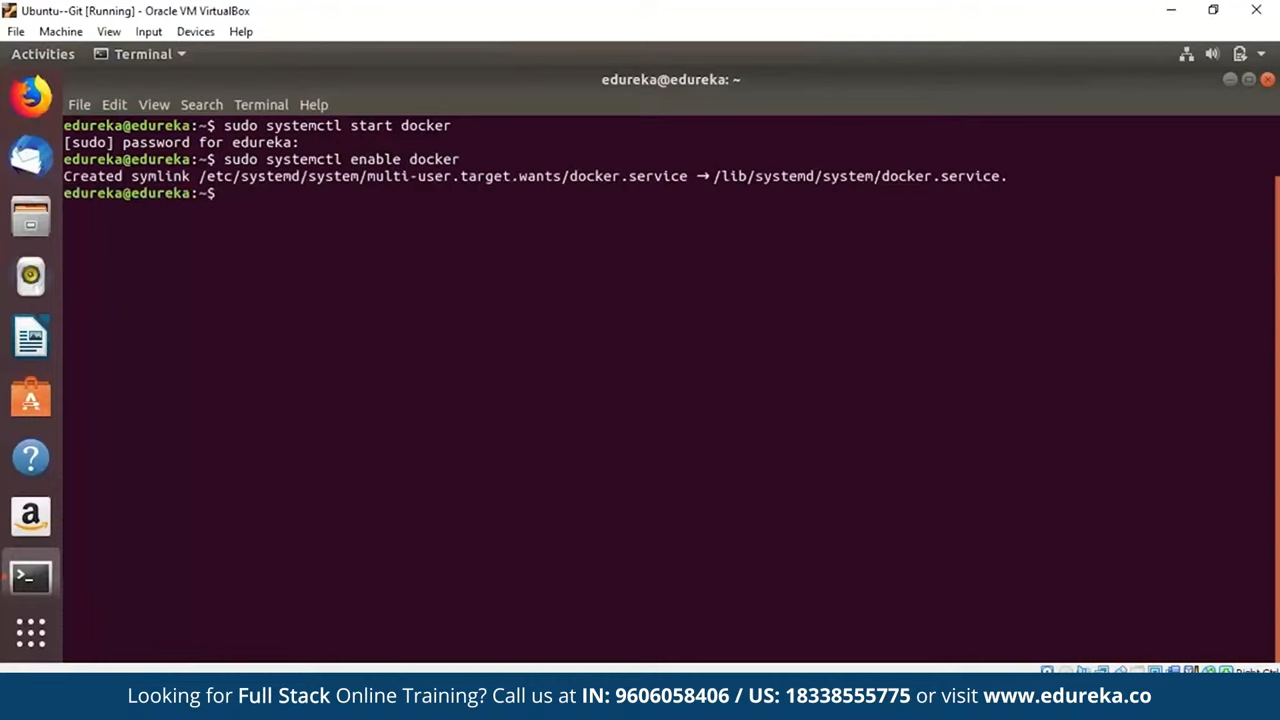 Ubuntu--Git [Running] - Oracle VM VirtualBox
File Machine View Input Devices Help
Activities Terminal
edureka@edureka: ~
File Edit View Search Terminal Help
edureka@edureka:~$ sudo systemctl start docker
[sudo] password for edureka:
edureka@edureka:~$ sudo systemctl enable docker
Created symlink /etc/systemd/system/multi-user.target.wants/docker.service → /lib/systemd/system/docker.service.
edureka@edureka:~$
Looking for Full Stack Online Training? Call us at IN: 9606058406 / US: 18338555775 or visit www.edureka.co